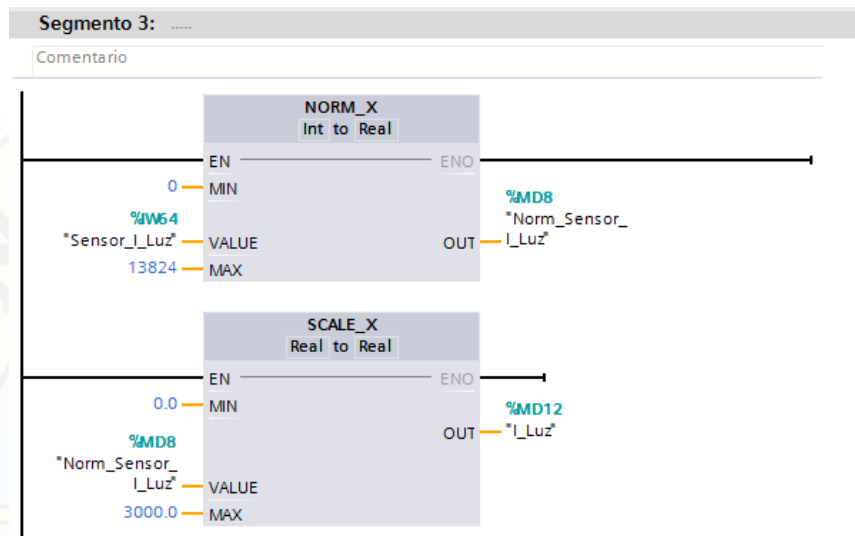 Segmento 3: .....
Comentario
NORM_X
Int to Real
EN ENO
0 MIN
%IW64
"Sensor_I_Luz" VALUE
13824 MAX
%MD8
"Norm_Sensor_
OUT I_Luz"
SCALE_X
Real to Real
EN ENO
0.0 MIN
%MD12
OUT "I_Luz"
%MD8
"Norm_Sensor_
I_Luz" VALUE
3000.0 MAX